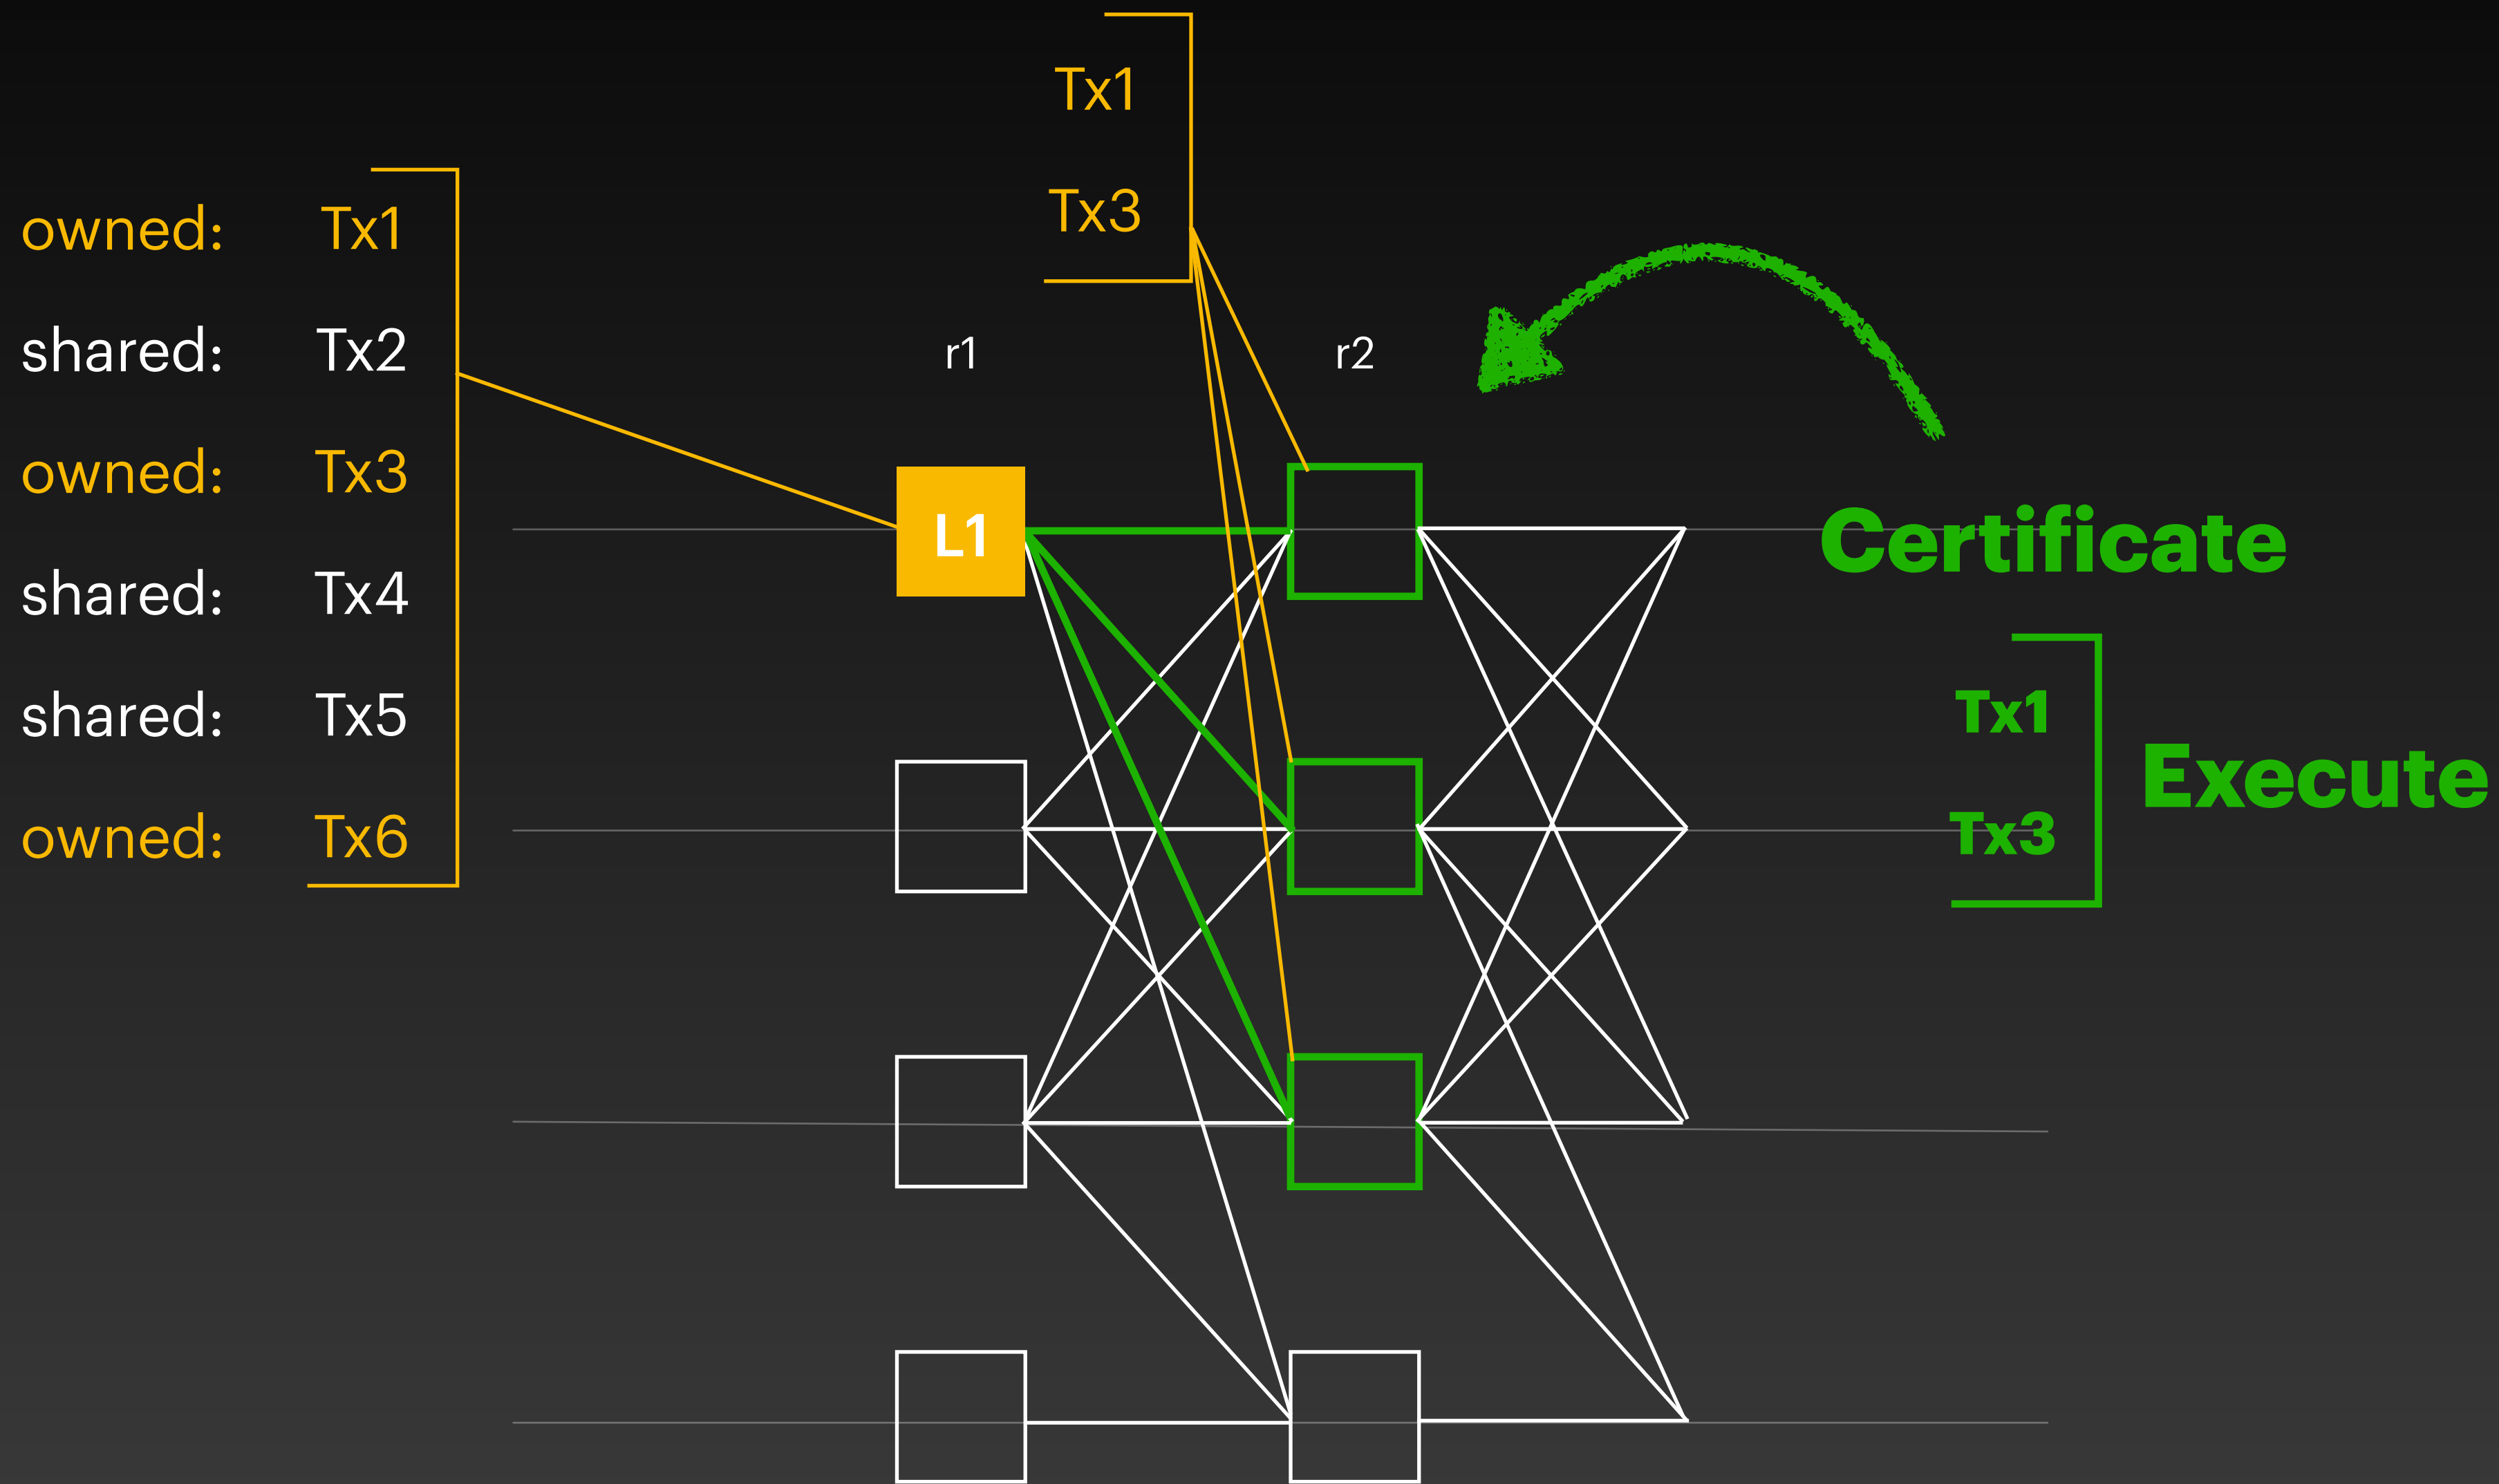 Tx1
Tx3
owned: Tx1
shared: Tx2
owned: Tx3
shared: Tx4
shared: Tx5
owned: Tx6
r1
r2
L1
Certificate
Tx1
Tx3
Execute